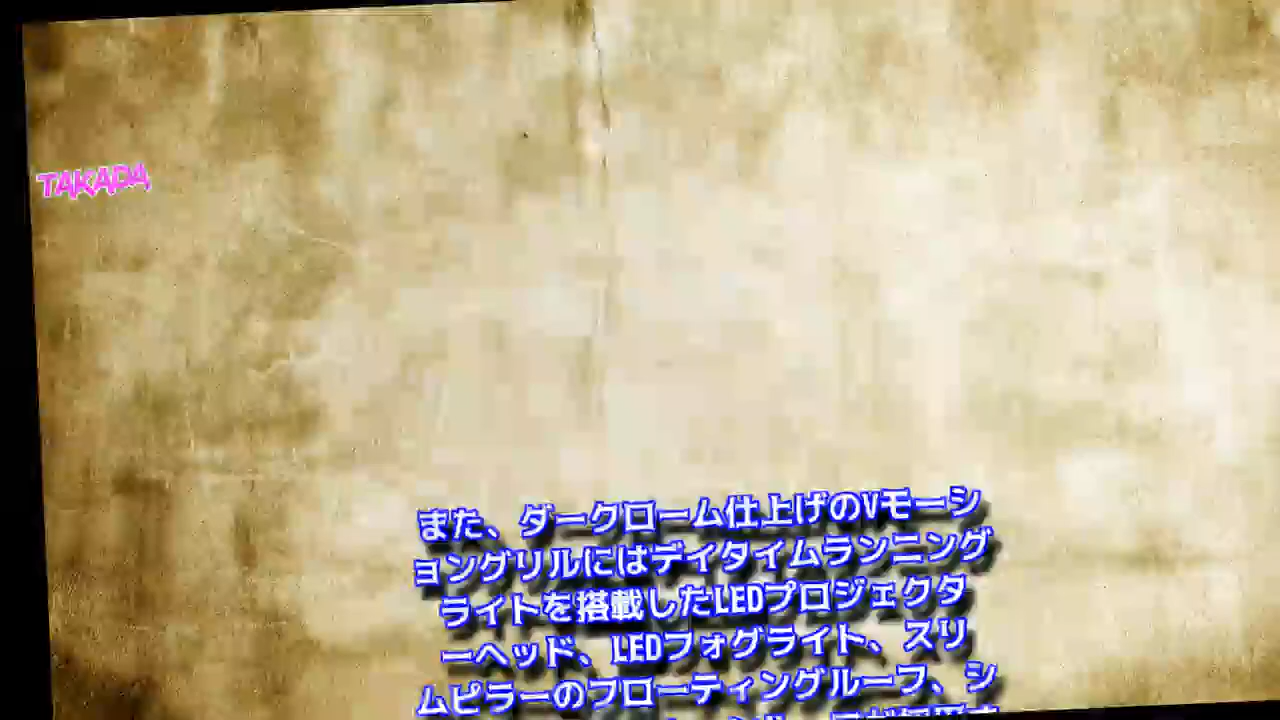 TAKADA
また、ダークローム仕上げのVモーシ
ョングリルにはデイタイムランニング
ライトを搭載したLEDプロジェクタ
ーヘッド、LEDフォグライト、スリ
ムピラーのフローティングルーフ、シ